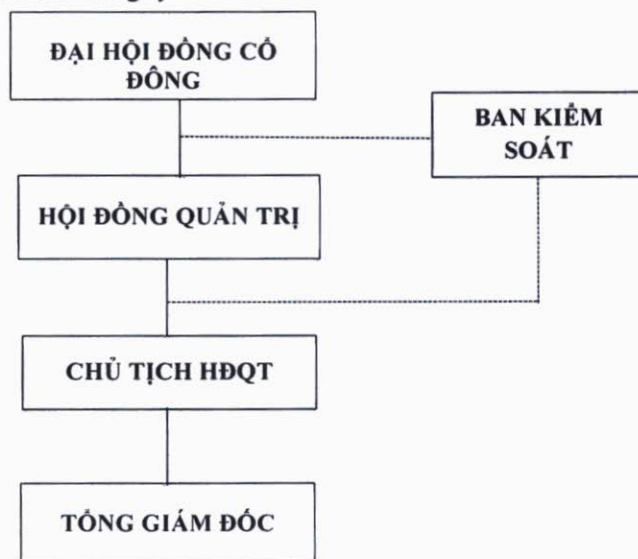 ĐẠI HỘI ĐỒNG CỔ
ĐÔNG
BAN KIỂM
SOÁT
HỘI ĐỒNG QUẢN TRỊ
CHỦ TỊCH HĐQT
TỔNG GIÁM ĐỐC